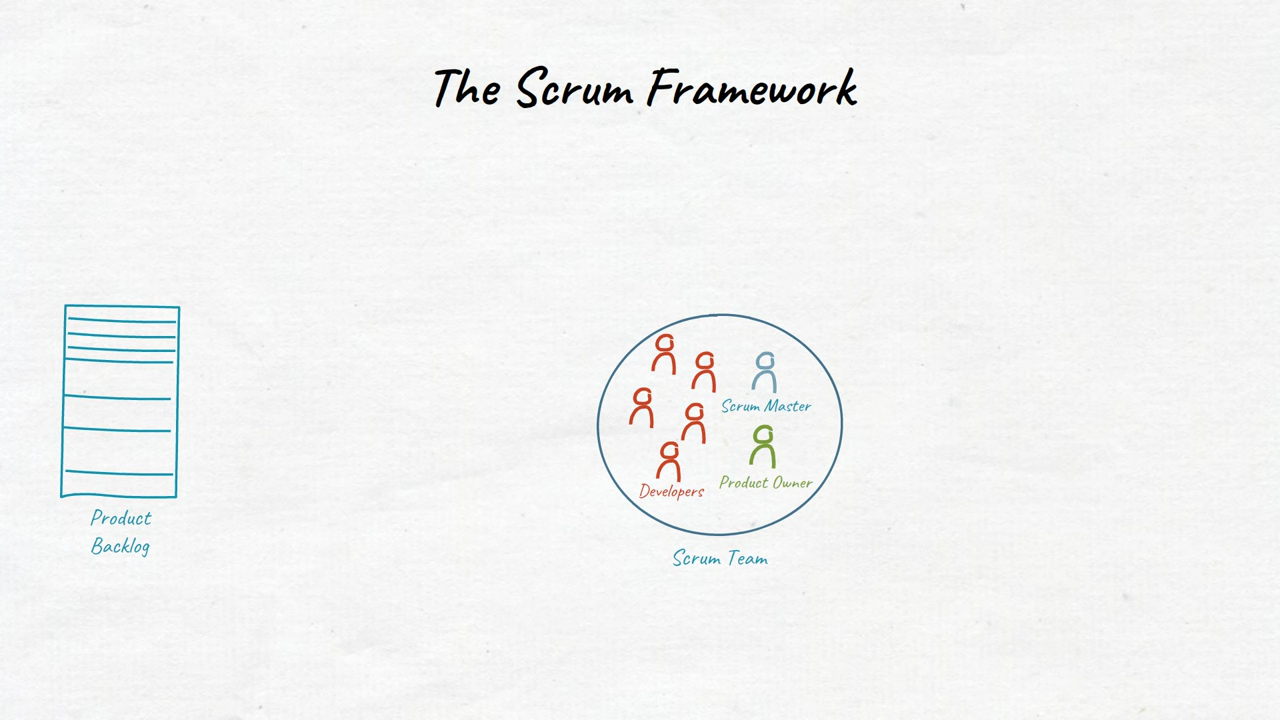 The Scrum Framework
Scrum Master
Product Owner
Developers
Product
Backlog
Scrum Team